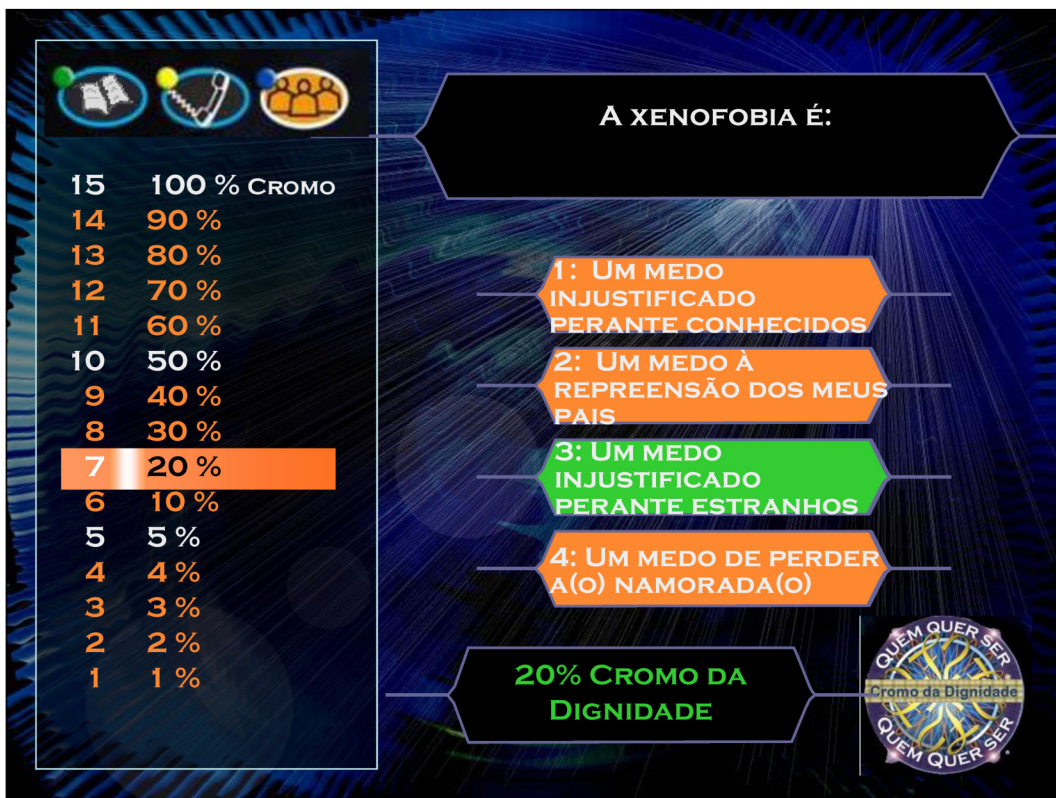 A XENOFOBIA É:
15 100 % CROMO
14 90 %
13 80 %
12 70 %
11 60 %
10 50 %
9 40 %
8 30 %
7 20 %
6 10 %
5 5 %
4 4 %
3 3 %
2 2 %
1 1 %
1: UM MEDO
INJUSTIFICADO
PERANTE CONHECIDOS
2: UM MEDO À
REPREENSÃO DOS MEUS
PAIS
3: UM MEDO
INJUSTIFICADO
PERANTE ESTRANHOS
4: UM MEDO DE PERDER
A(O) NAMORADA(O)
20% CROMO DA
DIGNIDADE
QUEM QUER SER
Cromo da Dignidade
QUEM QUER SER